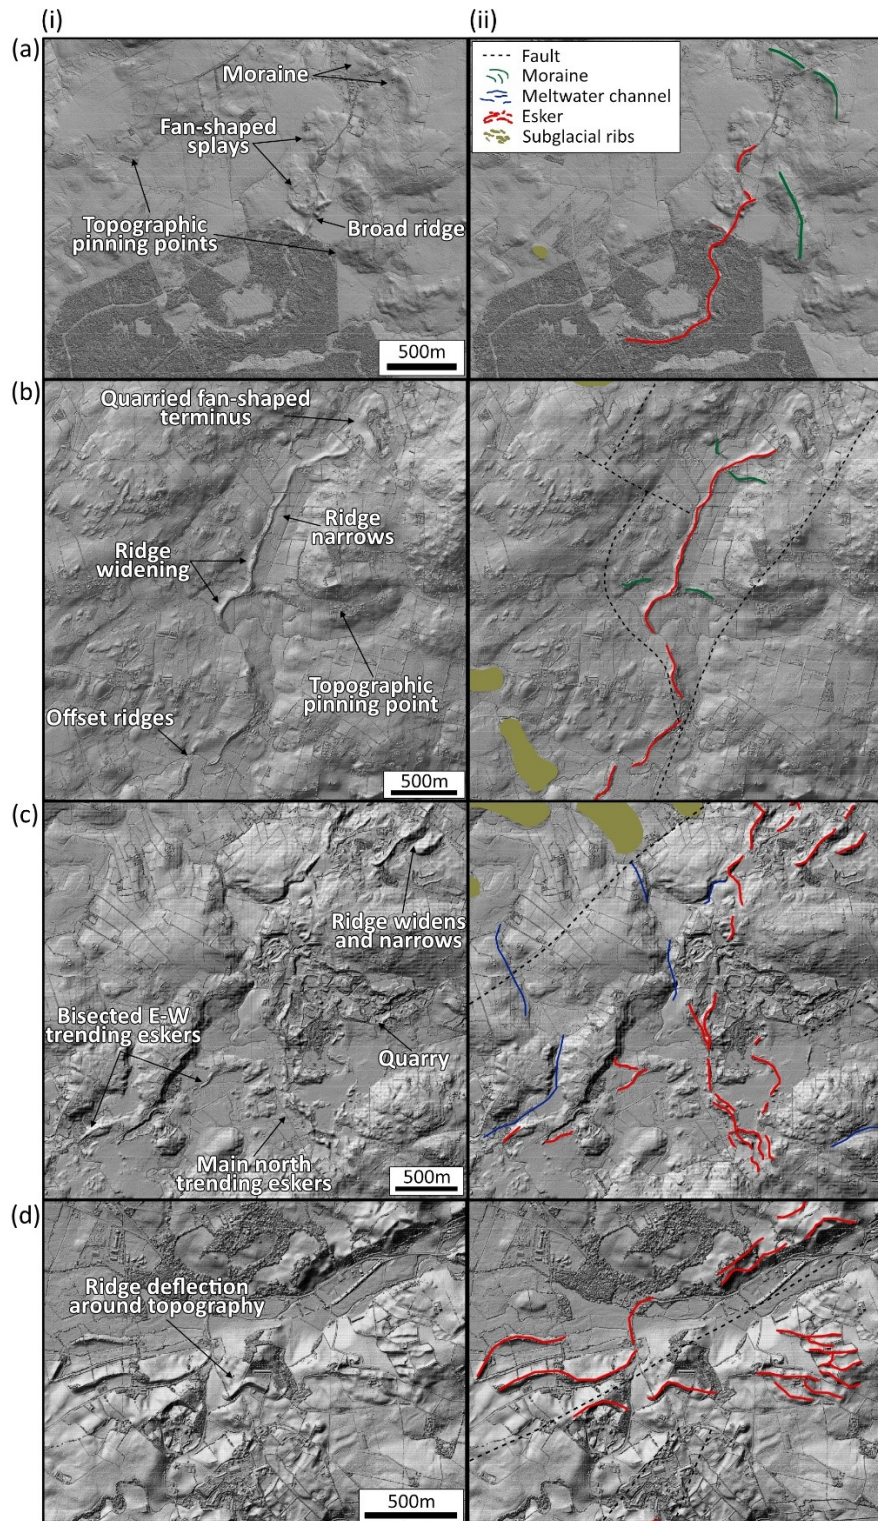 (i)
(ii)
(a)
Moraine
Fan-shaped
splays
Topographic
pinning points
Broad ridge
500m
Fault
Moraine
Meltwater channel
Esker
Subglacial ribs
(b)
Quarried fan-shaped
terminus
Ridge
narrows
Ridge
widening
Topographic
pinning point
Offset ridges
500m
(c)
Ridge widens
and narrows
Bisected E-W
trending eskers
Quarry
Main north
trending eskers
500m
(d)
Ridge deflection
around topography
500m